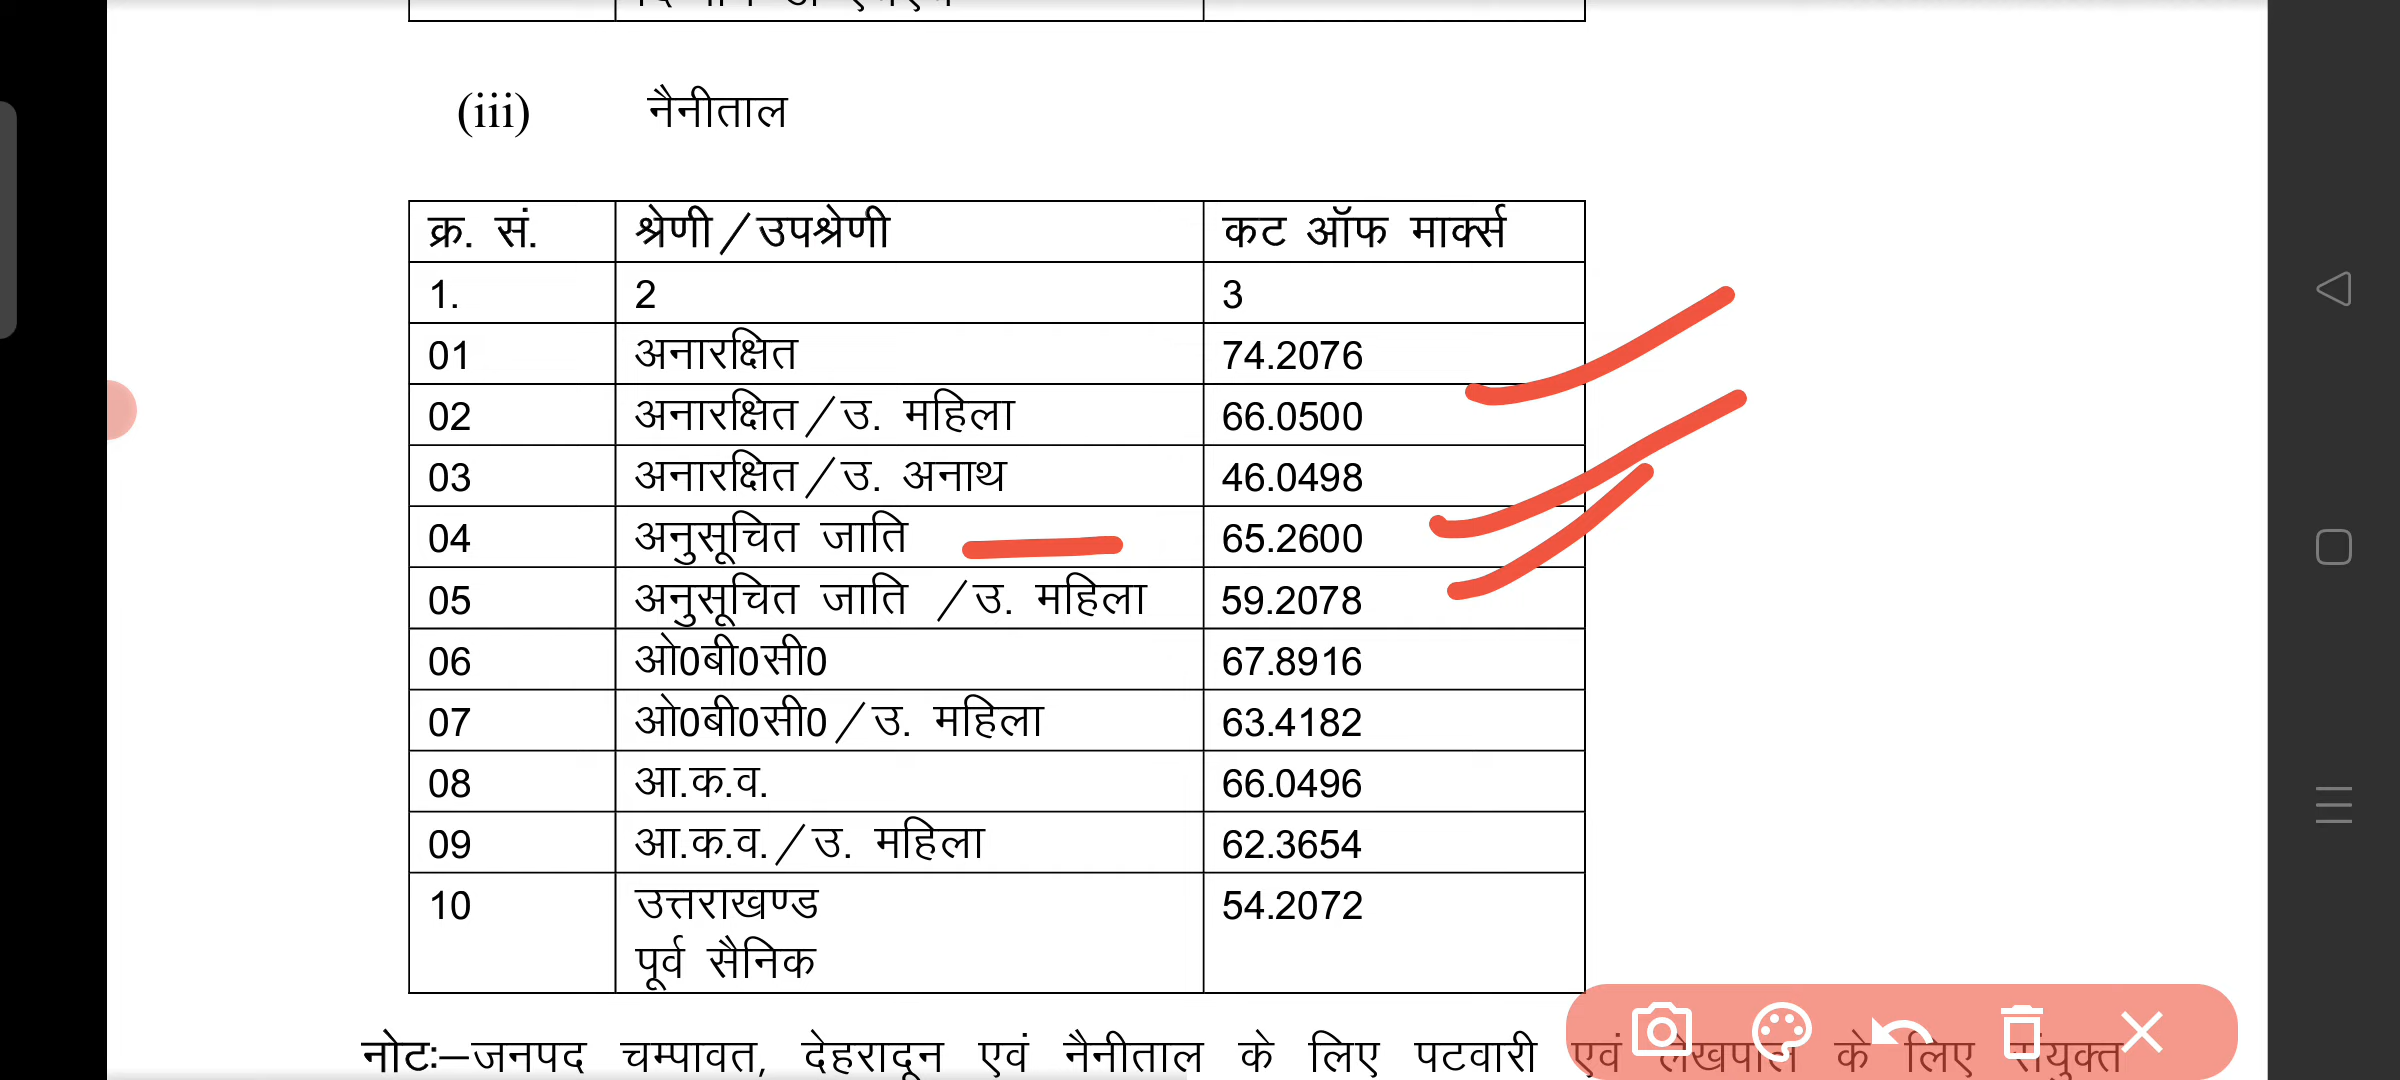 (iii) नैनीताल
क्र. सं. श्रेणी/उपश्रेणी कट ऑफ मार्क्स
1. 2 3
01 अनारक्षित 74.2076
02 अनारक्षित/उ. महिला 66.0500
03 अनारक्षित/उ. अनाथ 46.0498
04 अनुसूचित जाति 65.2600
05 अनुसूचित जाति /उ. महिला 59.2078
06 ओ0बी0सी0 67.8916
07 ओ0बी0सी0/उ. महिला 63.4182
08 आ.क.व. 66.0496
09 आ.क.व./उ. महिला 62.3654
10 उत्तराखण्ड 54.2072
पूर्व सैनिक
नोटः–जनपद चम्पावत, देहरादून एवं नैनीताल के लिए पटवारी एवं लेखपाल के लिए संयुक्त